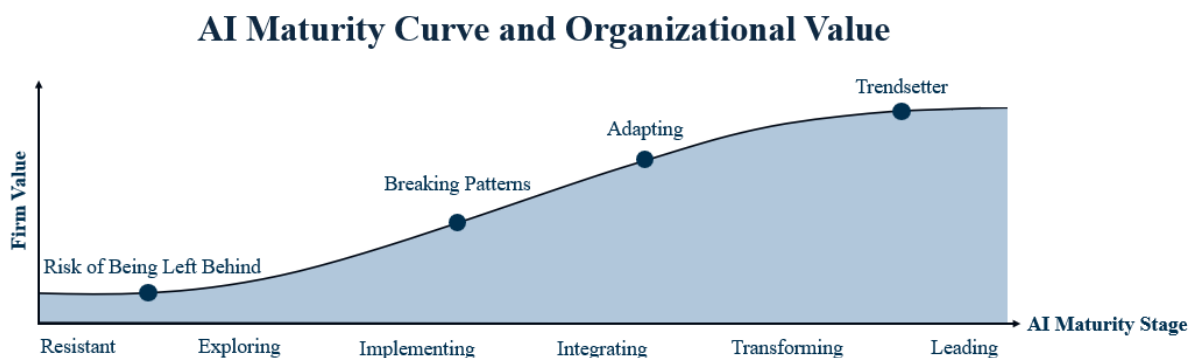 AI Maturity Curve and Organizational Value
Trendsetter
Adapting
Breaking Patterns
Risk of Being Left Behind
Firm Value
AI Maturity Stage
Resistant
Exploring
Implementing
Integrating
Transforming
Leading